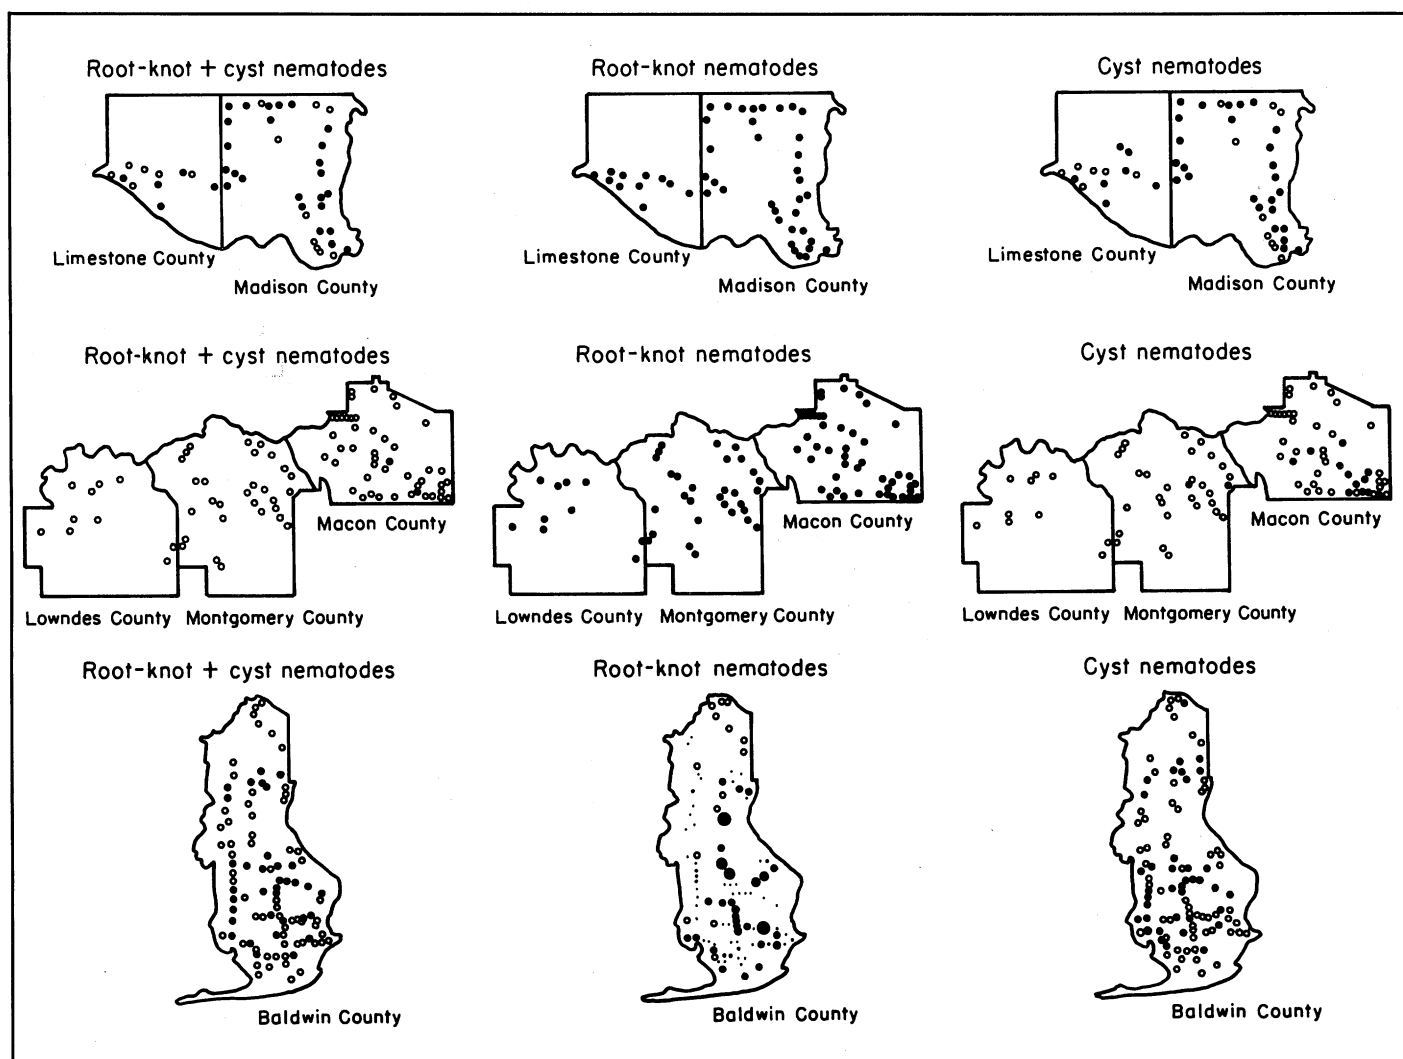 Root-knot + cyst nematodes
Root-knot nematodes
Cyst nematodes
Limestone County
Madison County
Limestone County
Madison County
Limestone County
Madison County
Root-knot + cyst nematodes
Root-knot nematodes
Cyst nematodes
Macon County
Macon County
Macon County
Lowndes County
Montgomery County
Lowndes County
Montgomery County
Lowndes County
Montgomery County
Root-knot + cyst nematodes
Root-knot nematodes
Cyst nematodes
Baldwin County
Baldwin County
Baldwin County